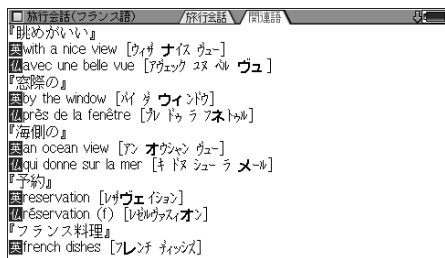 旅行会話(フランス語) 旅行会話 関連語
『眺めがいい』
英with a nice view [ウィザ ナイス ヴュー]
仏avec une belle vue [アヴェック ユヌ ベル ヴュ]
『窓際の』
英by the window [バイ ダ ウィンドウ]
仏près de la fenêtre [プレ ドゥ ラ フネトゥル]
『海側の』
英an ocean view [アン オウシャン ヴュー]
仏qui donne sur la mer [キ ドヌ シュー ラ メール]
『予約』
英reservation [レザヴェイション]
仏réservation (f) [レゼルヴァスィオン]
『フランス料理』
英french dishes [フレンチ ディッシズ]